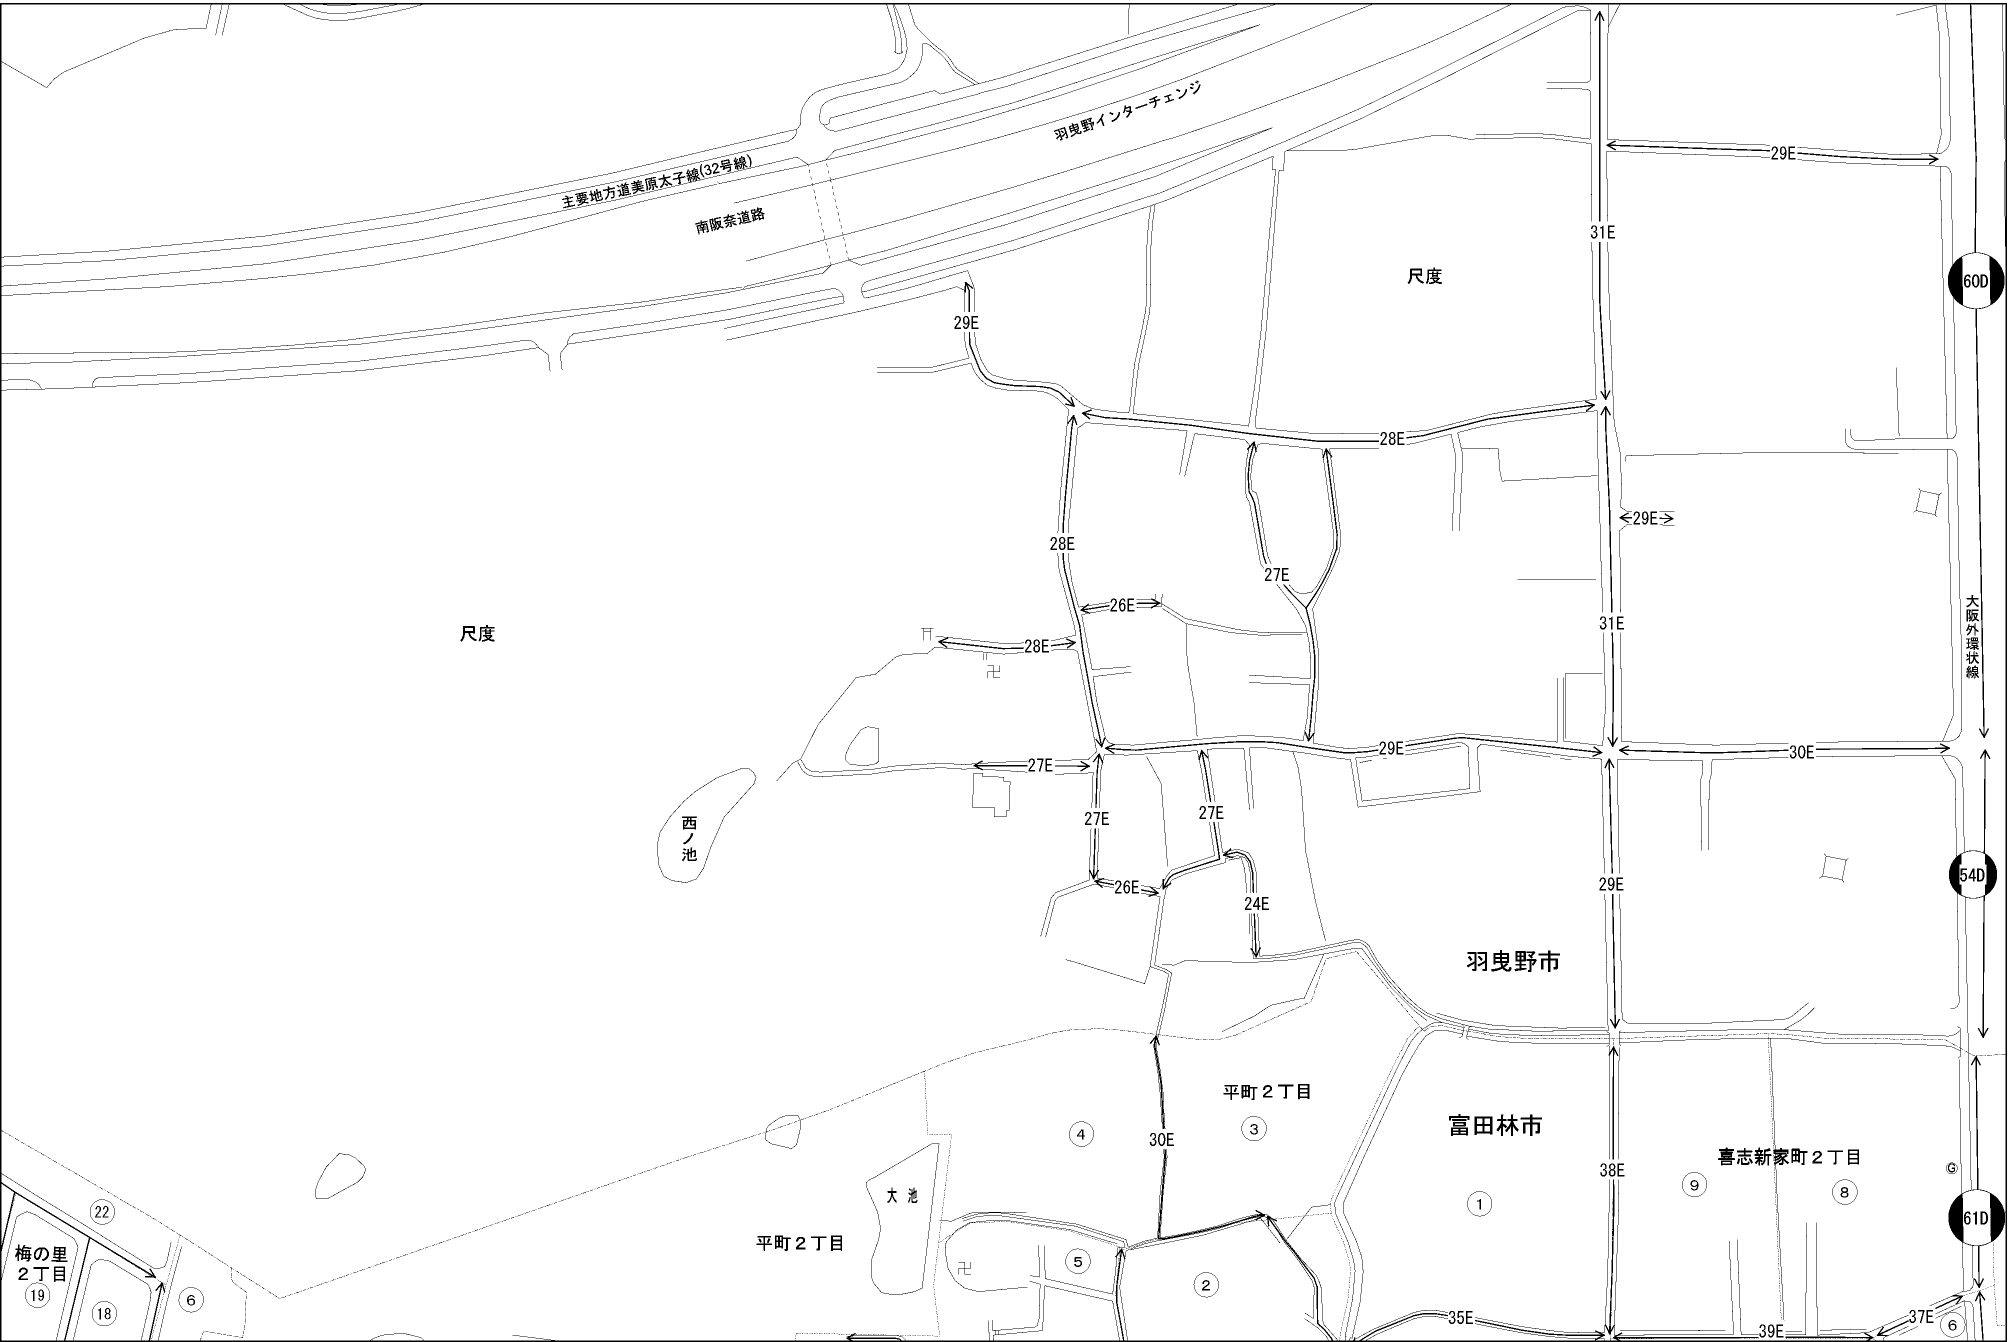 羽曳野インターチェンジ
主要地方道美原太子線(32号線)
南阪奈道路
29E
31E
尺度
60D
29E
28E
29E
28E
27E
26E
31E
大阪外環状線
尺度
28E
29E
30E
27E
27E
27E
西ノ池
26E
24E
29E
54D
羽曳野市
平町2丁目
3
4
30E
富田林市
38E
喜志新家町2丁目
9
8
1
G
61D
大池
22
平町2丁目
梅の里
2丁目
19
18
6
5
2
35E
39E
37E
6